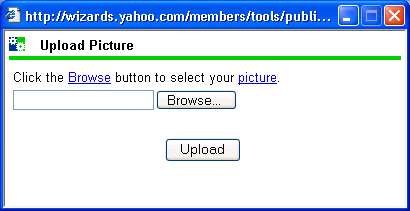 http://wizards.yahoo.com/members/tools/publi...
Upload Picture
Click the Browse button to select your picture.
Browse...
Upload